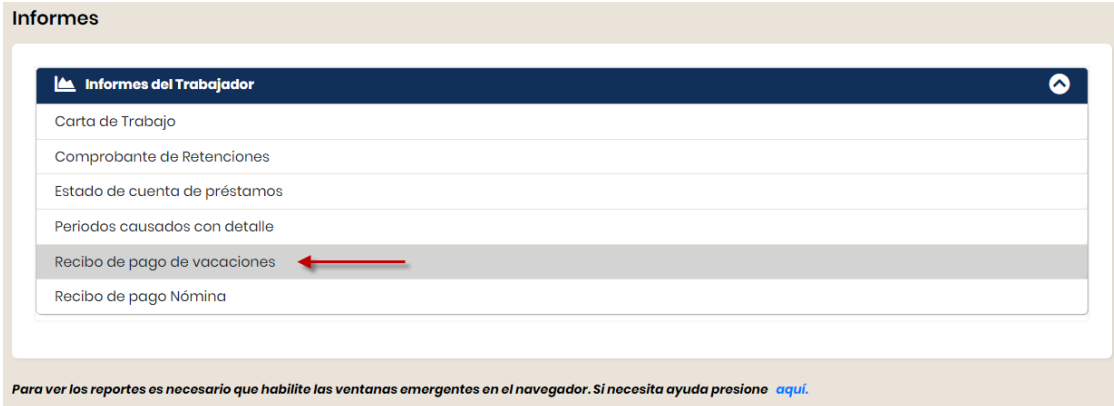 Informes
Informes del Trabajador
Carta de Trabajo
Comprobante de Retenciones
Estado de cuenta de préstamos
Periodos causados con detalle
Recibo de pago de vacaciones
Recibo de pago Nómina
Para ver los reportes es necesario que habilite las ventanas emergentes en el navegador. Si necesita ayuda presione aquí.